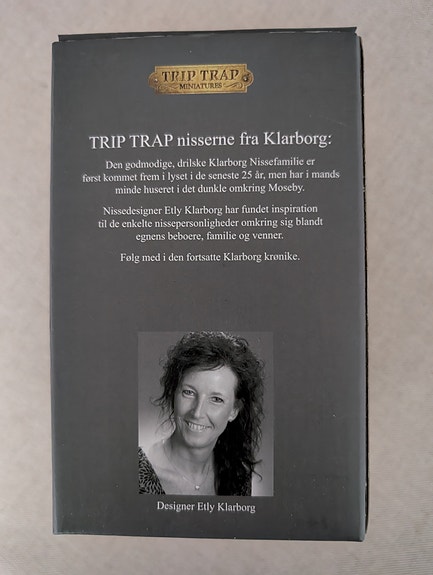 TRIP TRAP
MINIATURES
TRIP TRAP nisserne fra Klarborg:
Den godmodige, drilske Klarborg Nissefamilie er
først kommet frem i lyset i de seneste 25 år, men har i mands
minde huseret i det dunkle omkring Moseby.
Nissedesigner Etly Klarborg har fundet inspiration
til de enkelte nissepersonligheder omkring sig blandt
egnens beboere, familie og venner.
Følg med i den fortsatte Klarborg krønike.
Designer Etly Klarborg